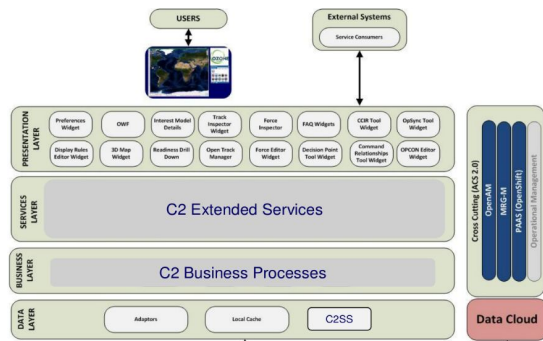 USERS
External Systems
Service Consumers
OZONE
PRESENTATION
LAYER
Preferences
Widget
OWF
Interest Model
Details
Track
Inspector
Widget
Force
Inspector
FAQ Widgets
CCIR Tool
Widget
OpSync Tool
Widget
Display Rules
Editor Widget
3D Map
Widget
Readiness Drill
Down
Open Track
Manager
Force Editor
Widget
Decision Point
Tool Widget
Command
Relationships
Tool Widget
OPCON Editor
Widget
SERVICES
LAYER
C2 Extended Services
BUSINESS
LAYER
C2 Business Processes
DATA
LAYER
Adaptors
Local Cache
C2SS
Cross Cutting (ACS 2.0)
OpenAM
MRG-M
PAAS (OpenShift)
Operational Management
Data Cloud